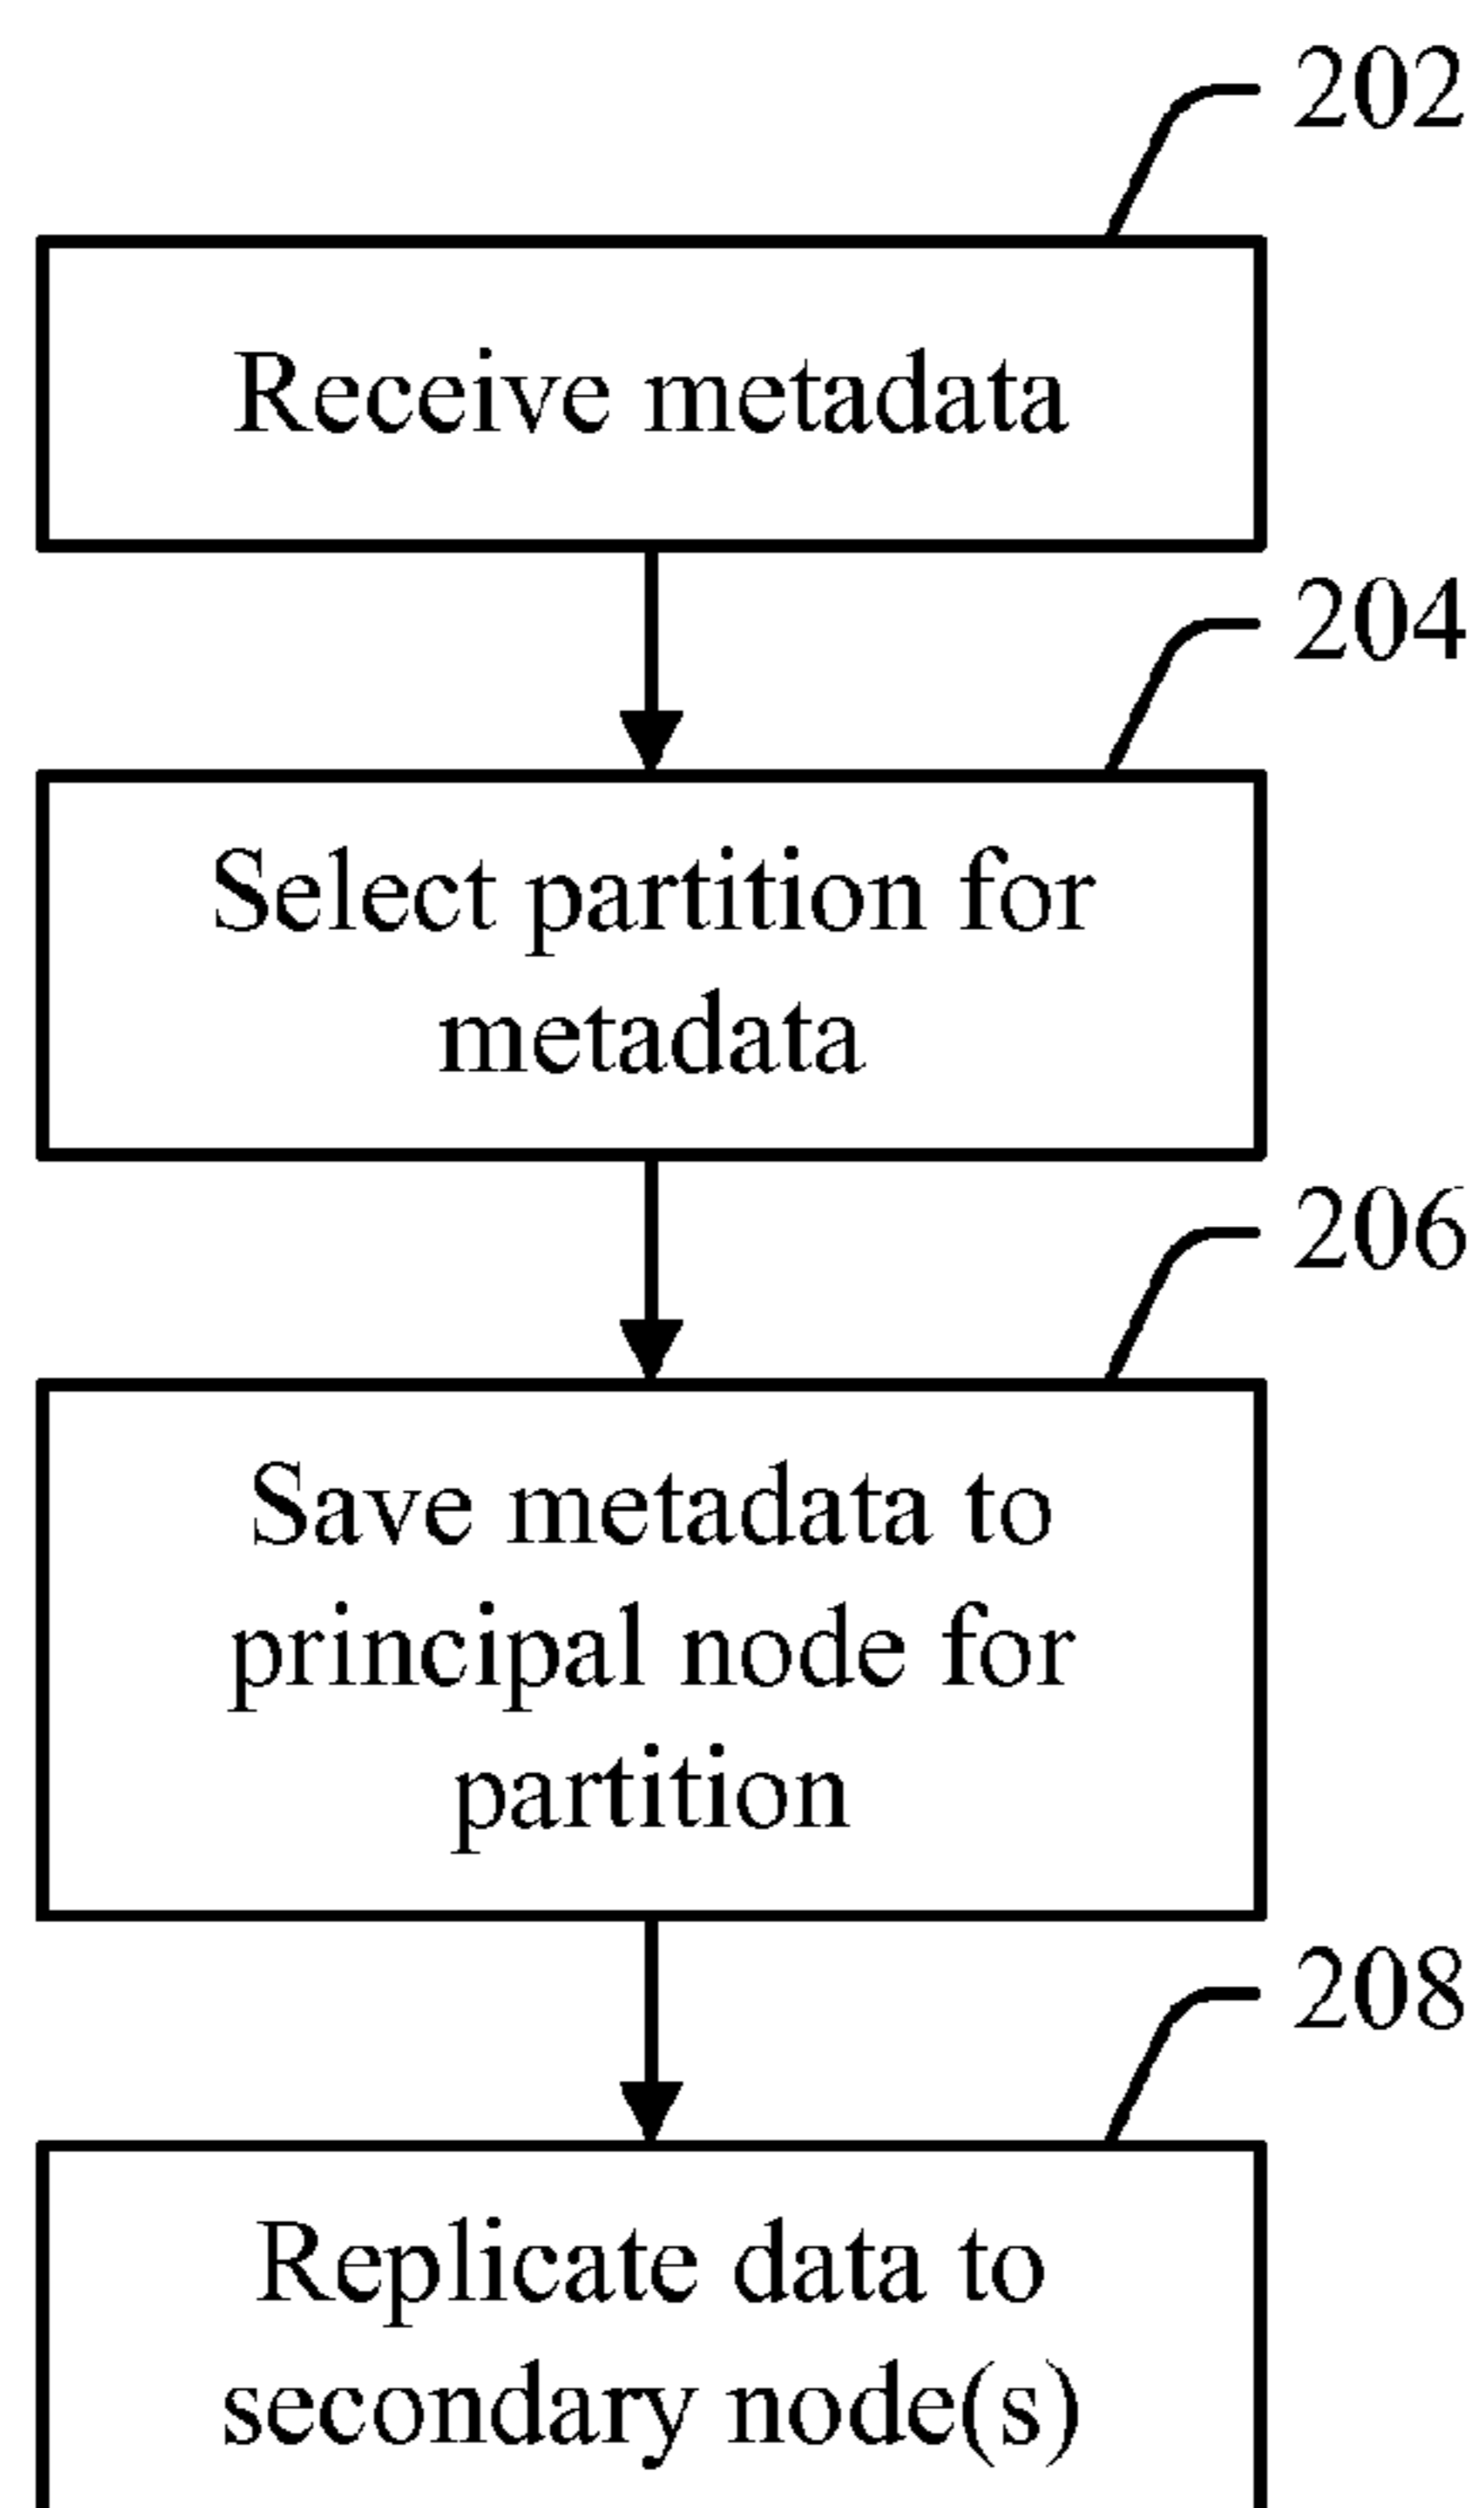 202
Receive metadata
204
Select partition for
metadata
206
Save metadata to
principal node for
partition
208
Replicate data to
secondary node(s)